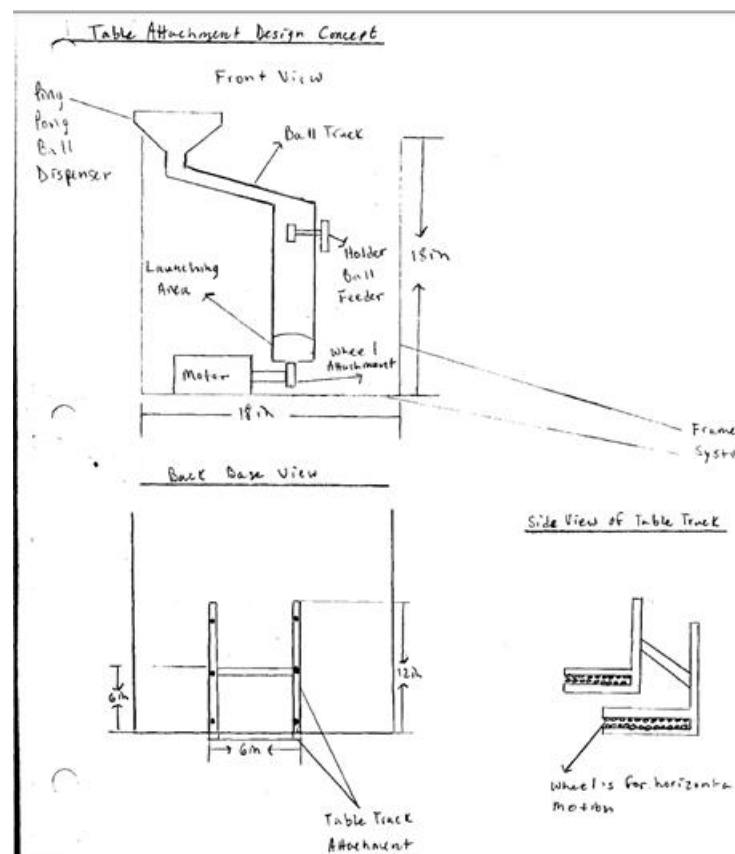 Table Attachment Design Concept
Front View
Ping
Pong
Ball
Dispenser
Ball Track
18in
Holder
Ball
Feeder
Launching
Area
Wheel
Attachment
Motor
18in
Frame
Syste
Back Base View
Side View of Table Track
6in
12in
6in
Wheels for horizonta
motion
Table Track
Attachment